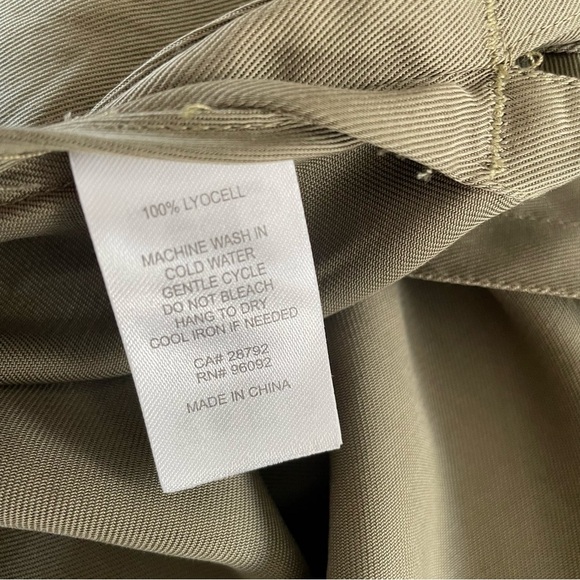 100% LYOCELL
MACHINE WASH IN
COLD WATER
GENTLE CYCLE
DO NOT BLEACH
HANG TO DRY
COOL IRON IF NEEDED
CA# 28792
RN# 96092
MADE IN CHINA